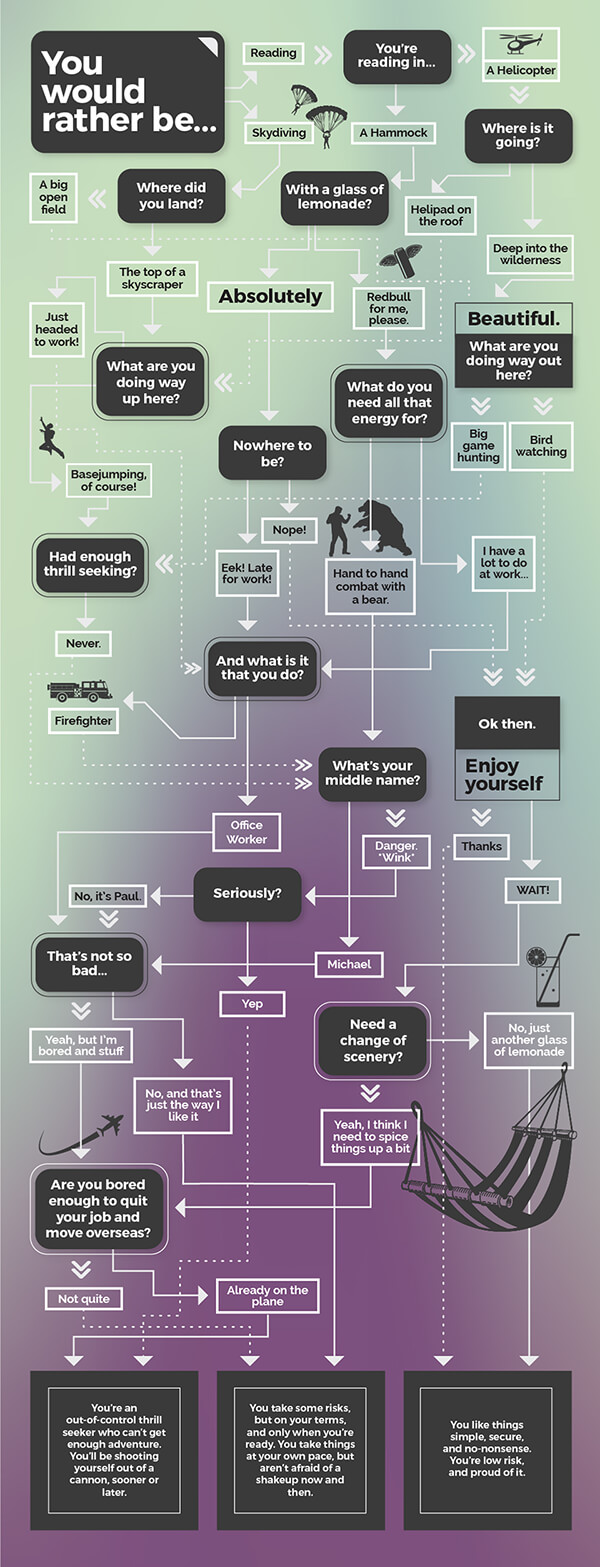 You
would
rather be...
Reading
You're
reading in...
A Helicopter
Skydiving
A Hammock
Where is it
going?
A big
open
field
Where did
you land?
With a glass of
lemonade?
Helipad on
the roof
Deep into the
wilderness
The top of a
skyscraper
Absolutely
Redbull
for me,
please.
Just
headed
to work!
Beautiful.
What are you
doing way out
here?
What are you
doing way
up here?
What do you
need all that
energy for?
Nowhere to
be?
Big
game
hunting
Bird
watching
Basejumping,
of course!
Nope!
Had enough
thrill seeking?
Eek! Late
for work!
Hand to hand
combat with
a bear.
I have a
lot to do
at work...
Never.
And what is it
that you do?
Firefighter
Ok then.
Enjoy
yourself
What's your
middle name?
Office
Worker
Danger.
*Wink*
Thanks
No, it's Paul.
Seriously?
WAIT!
That's not so
bad...
Michael
Yep
Need a
change of
scenery?
No, just
another glass
of lemonade
Yeah, but I'm
bored and stuff
No, and that's
just the way I
like it
Yeah, I think I
need to spice
things up a bit
Are you bored
enough to quit
your job and
move overseas?
Not quite
Already on the
plane
You're an
out-of-control thrill
seeker who can't get
enough adventure.
You'll be shooting
yourself out of a
cannon, sooner or
later.
You take some risks,
but on your terms,
and only when you're
ready. You take things
at your own pace, but
aren't afraid of a
shakeup now and
then.
You like things
simple, secure,
and no-nonsense.
You're low risk,
and proud of it.